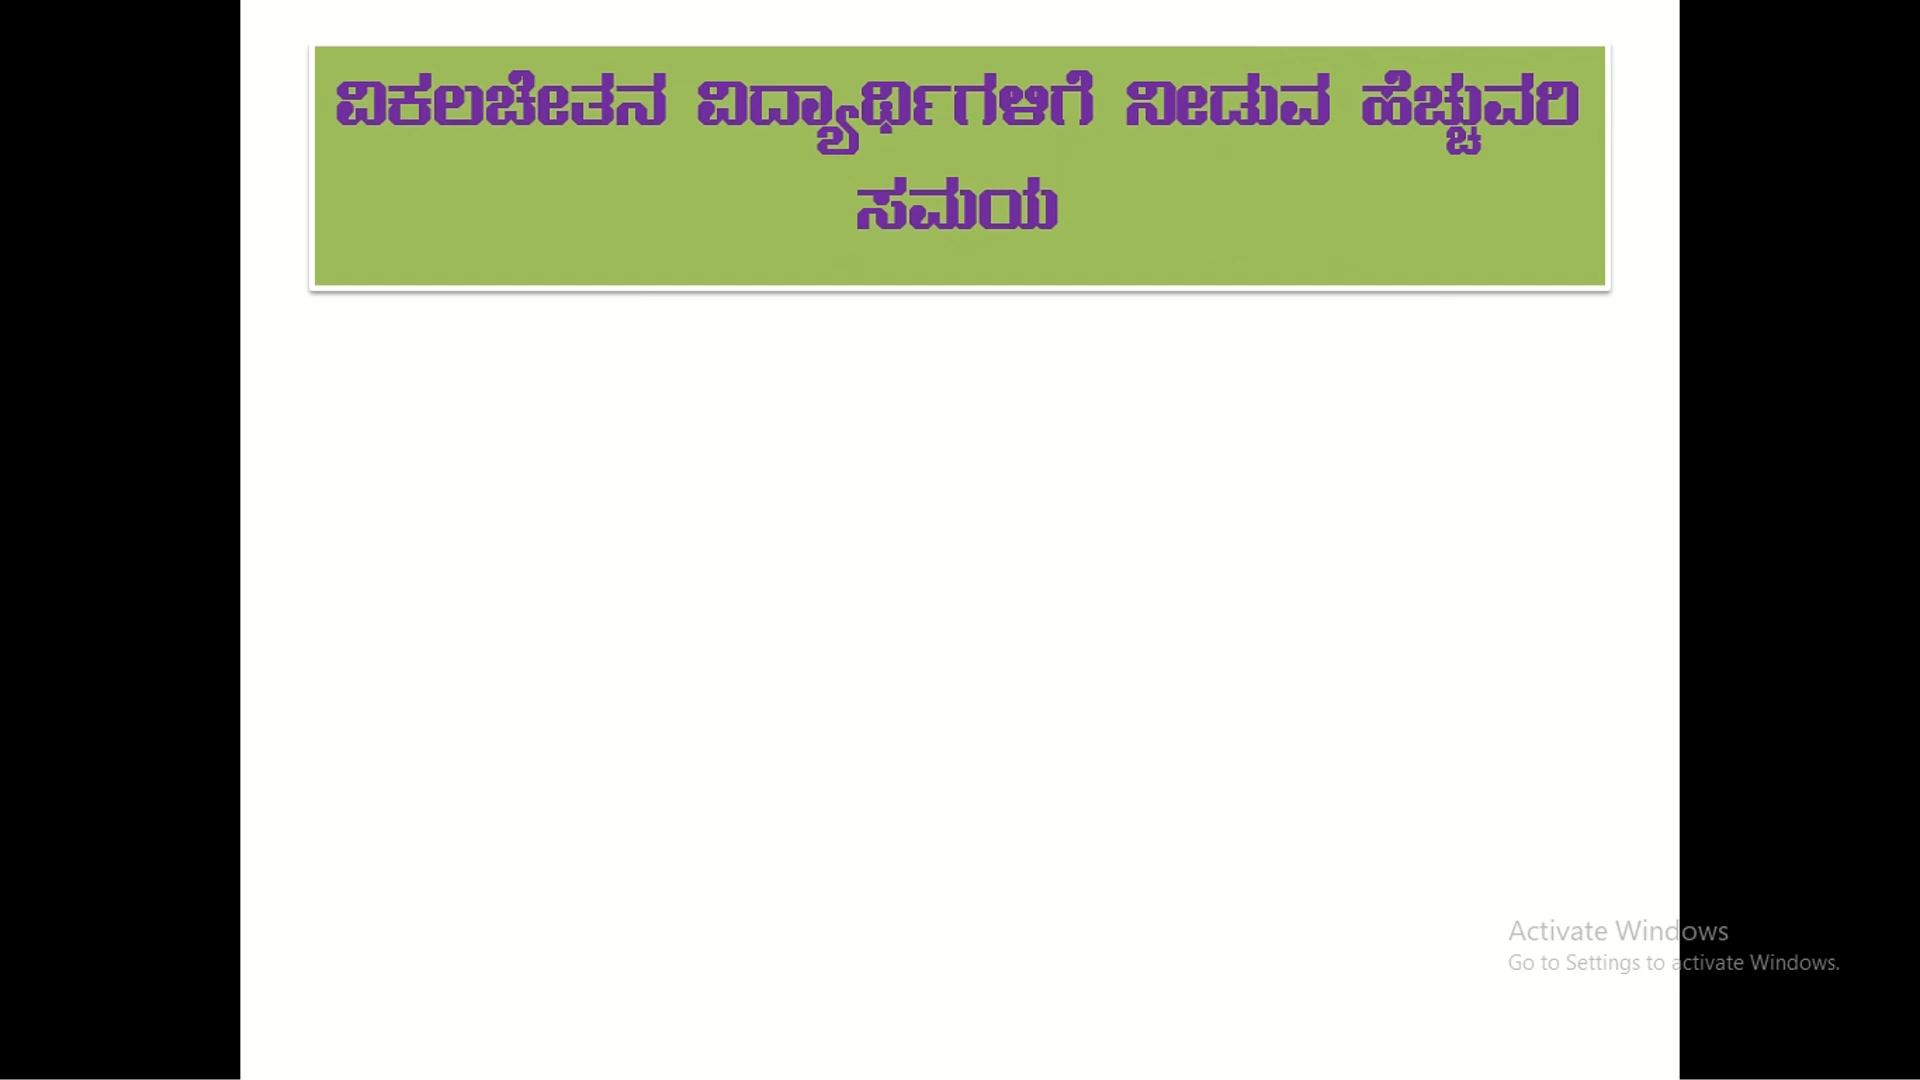 ವಿಕಲಚೇತನ ವಿದ್ಯಾರ್ಥಿಗಳಿಗೆ ನೀಡುವ ಹೆಚ್ಚುವರಿ
ಸಮಯ
Activate Windows
Go to Settings to activate Windows.